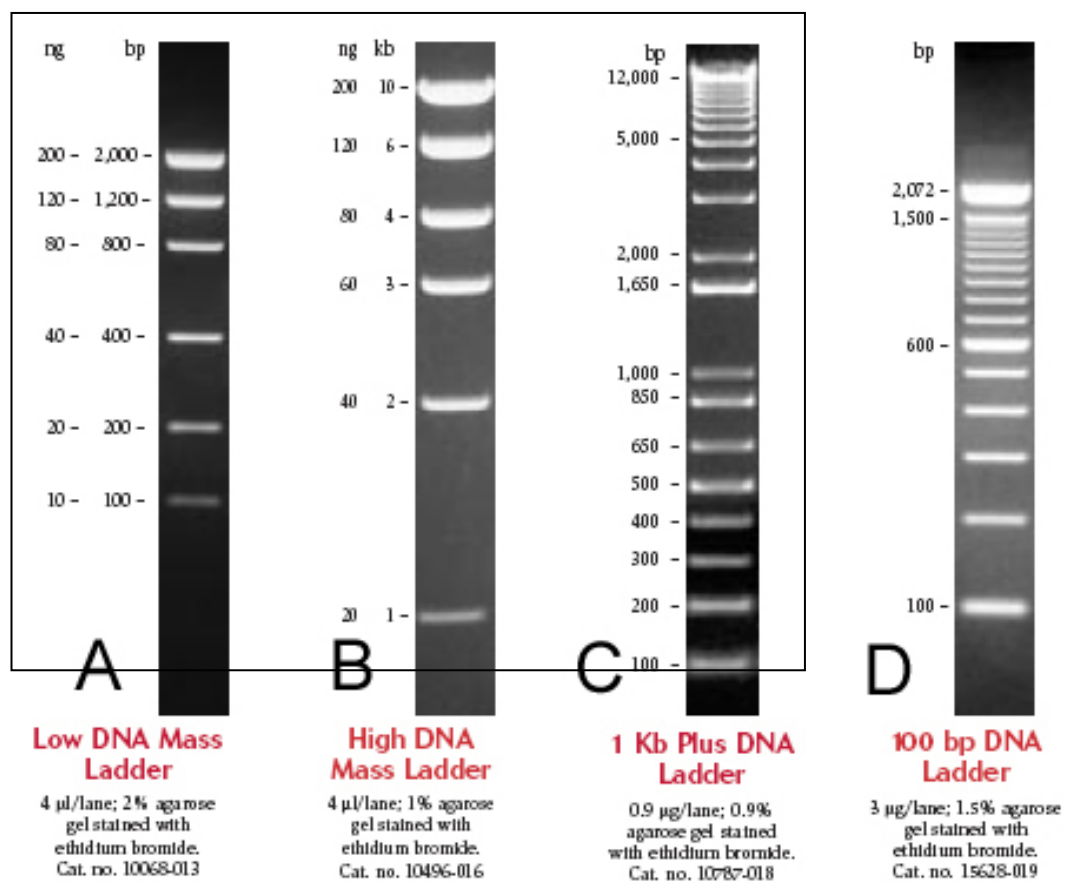 ng bp
200 – 2,000 –
120 – 1,200 –
80 – 800 –
40 – 400 –
20 – 200 –
10 – 100 –
A
Low DNA Mass
Ladder
4 µl/lane; 2% agarose
gel stained with
ethidium bromide.
Cat. no. 10068-013
ng kb
200 10 –
120 6 –
80 4 –
60 3 –
40 2 –
20 1 –
B
High DNA
Mass Ladder
4 µl/lane; 1% agarose
gel stained with
ethidium bromide.
Cat. no. 10496-016
bp
12,000 –
5,000 –
2,000 –
1,650 –
1,000 –
850 –
650 –
500 –
400 –
300 –
200 –
100 –
C
1 Kb Plus DNA
Ladder
0.9 µg/lane; 0.9%
agarose gel stained
with ethidium bromide.
Cat. no. 10787-018
bp
2,072 –
1,500 –
600 –
100 –
D
100 bp DNA
Ladder
3 µg/lane; 1.5% agarose
gel stained with
ethidium bromide.
Cat. no. 15628-019